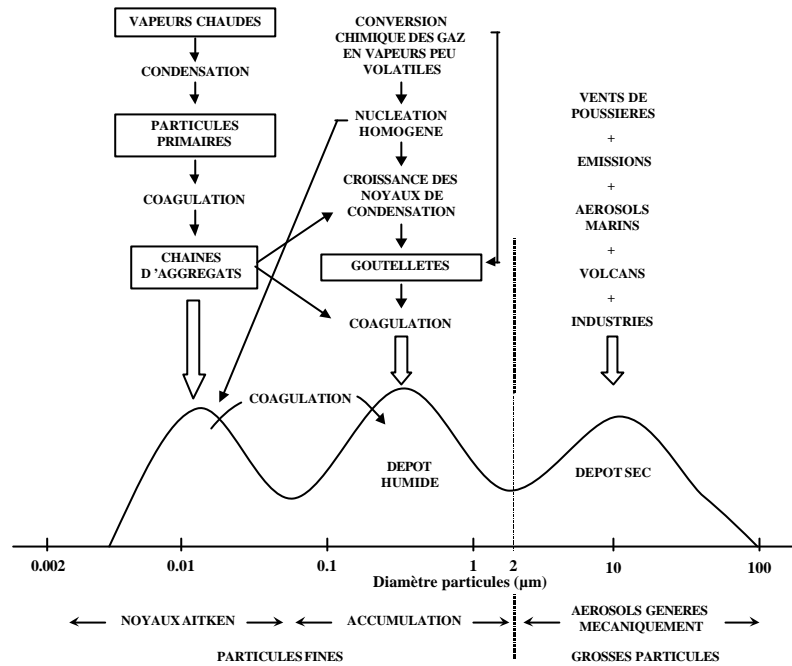 VAPEURS CHAUDES
CONDENSATION
PARTICULES
PRIMAIRES
COAGULATION
CHAINES
D 'AGGREGATS
CONVERSION
CHIMIQUE DES GAZ
EN VAPEURS PEU
VOLATILES
NUCLEATION
HOMOGENE
CROISSANCE DES
NOYAUX DE
CONDENSATION
GOUTELLETES
COAGULATION
VENTS DE
POUSSIERES
+
EMISSIONS
+
AEROSOLS
MARINS
+
VOLCANS
+
INDUSTRIES
COAGULATION
DEPOT
HUMIDE
DEPOT SEC
0.002 0.01 0.1 1 2 10 100
Diamètre particules (µm)
NOYAUX AITKEN
ACCUMULATION
AEROSOLS GENERES
MECANIQUEMENT
PARTICULES FINES
GROSSES PARTICULES